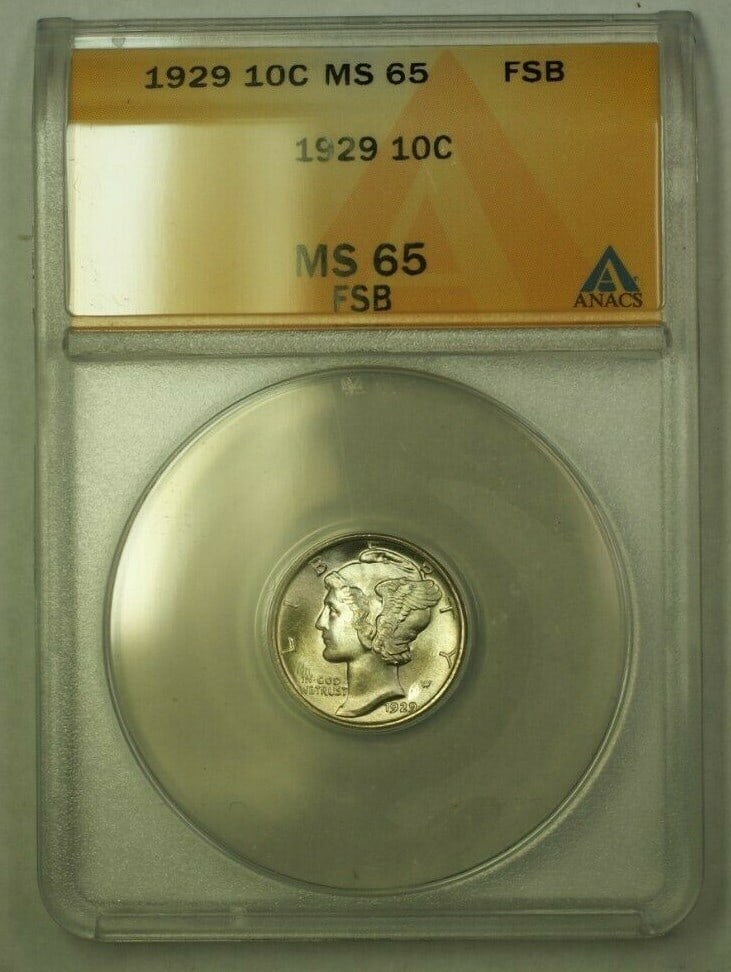 1929 10C MS 65 FSB
1929 10C
MS 65
FSB
ANACS
LIBERTY
IN GOD
WE TRUST
1929